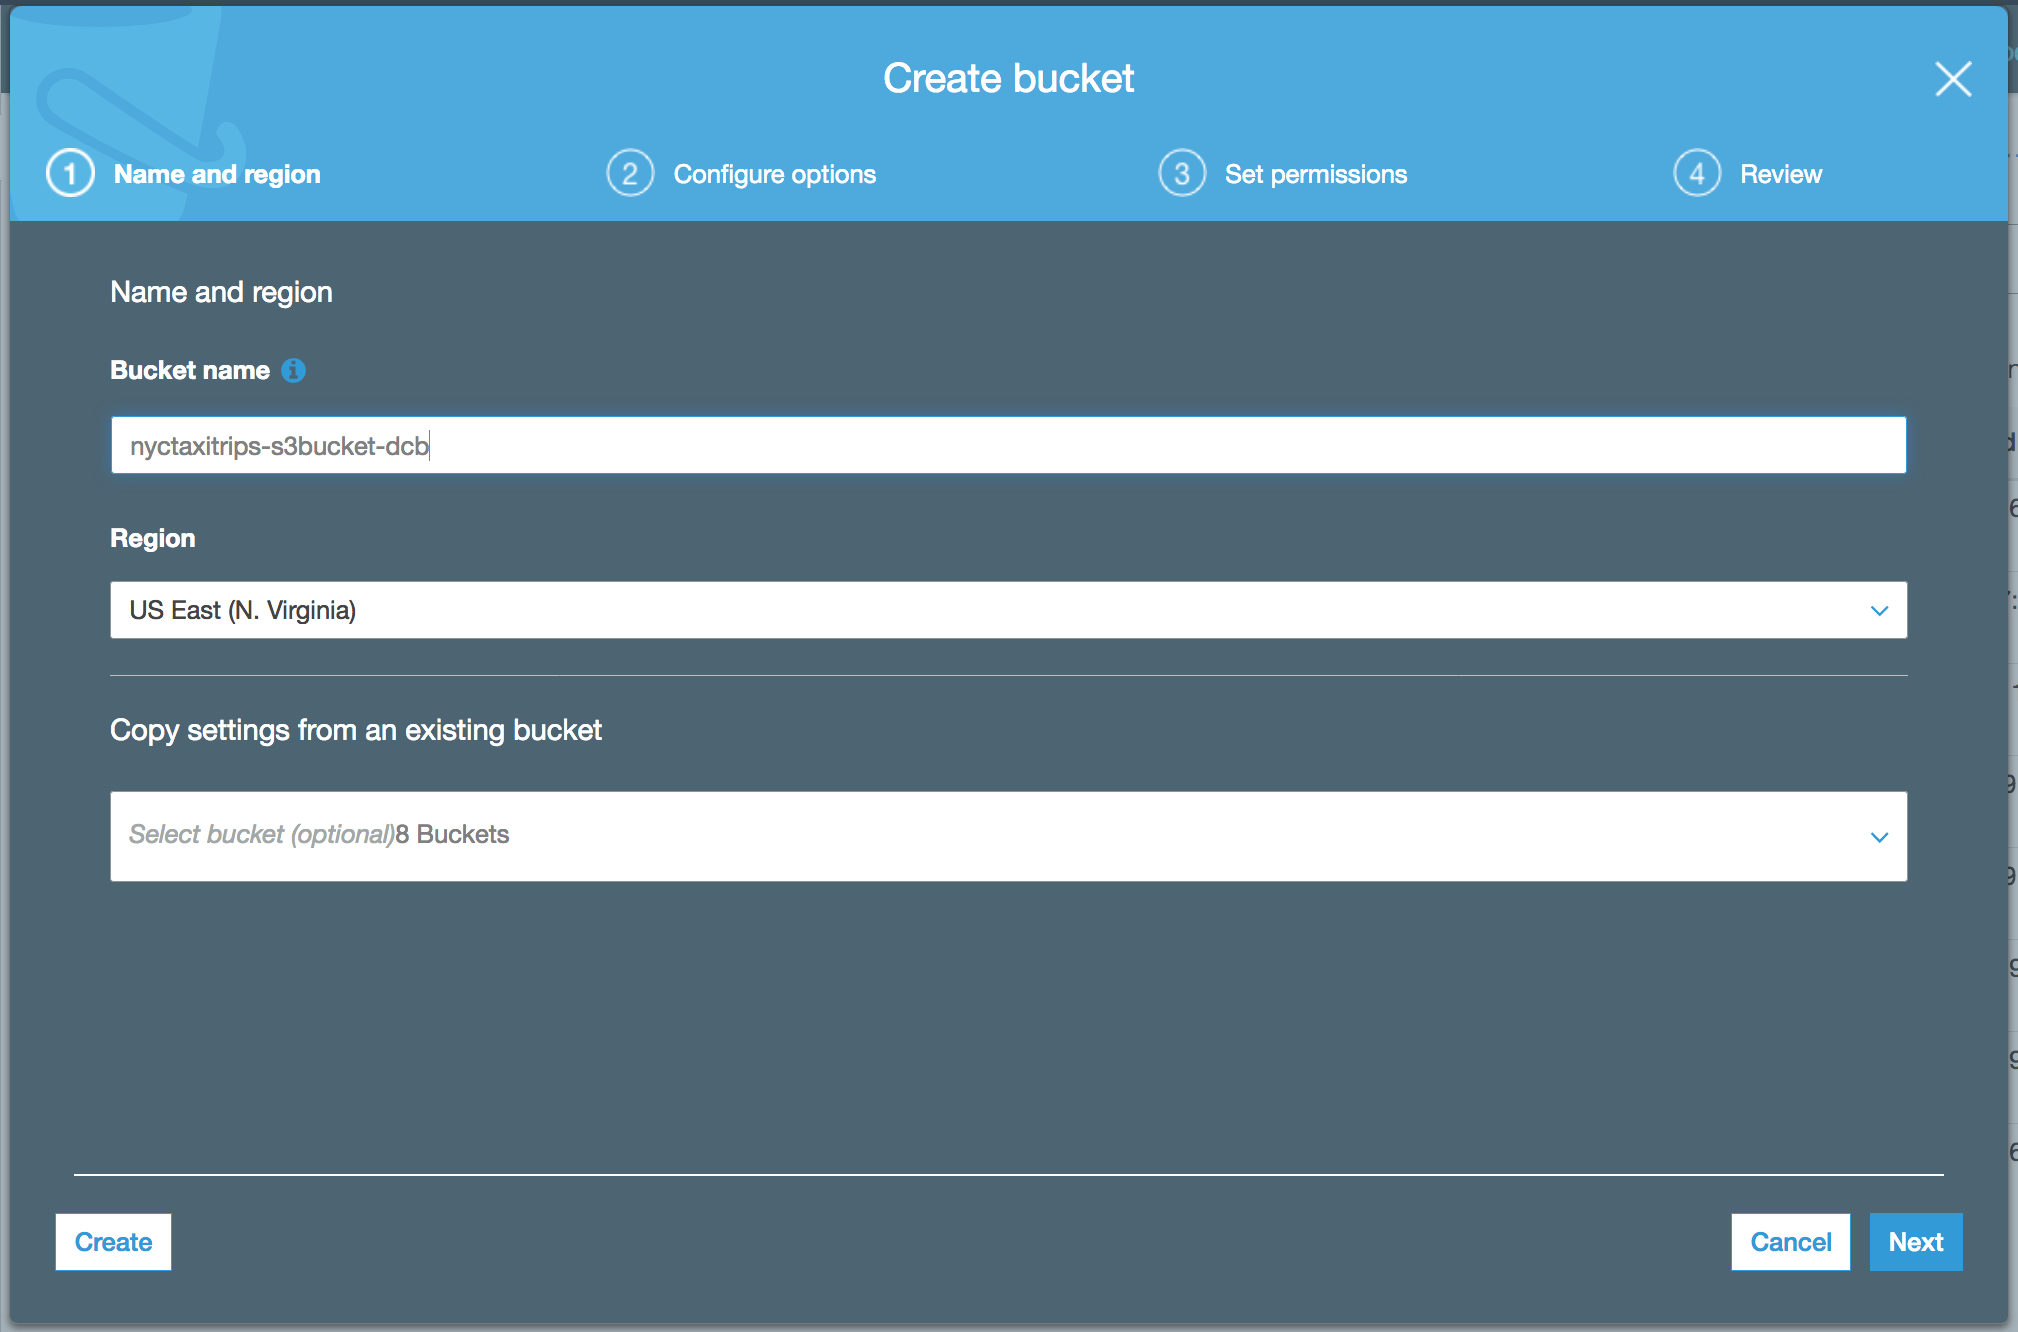 Create bucket
1 Name and region
2 Configure options
3 Set permissions
4 Review
Name and region
Bucket name
nyctaxitrips-s3bucket-dcb
Region
US East (N. Virginia)
Copy settings from an existing bucket
Select bucket (optional)8 Buckets
Create
Cancel
Next